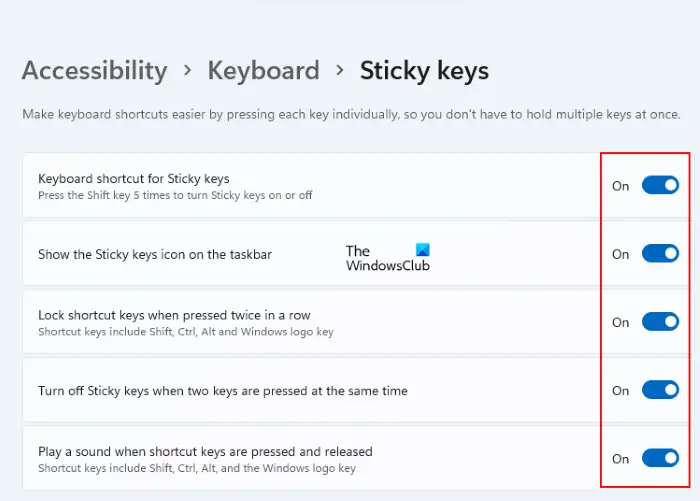 Accessibility > Keyboard > Sticky keys
Make keyboard shortcuts easier by pressing each key individually, so you don't have to hold multiple keys at once.
Keyboard shortcut for Sticky keys
Press the Shift key 5 times to turn Sticky keys on or off
On
Show the Sticky keys icon on the taskbar
The
WindowsClub
On
Lock shortcut keys when pressed twice in a row
Shortcut keys include Shift, Ctrl, Alt and Windows logo key
On
Turn off Sticky keys when two keys are pressed at the same time
On
Play a sound when shortcut keys are pressed and released
Shortcut keys include Shift, Ctrl, Alt, and the Windows logo key
On